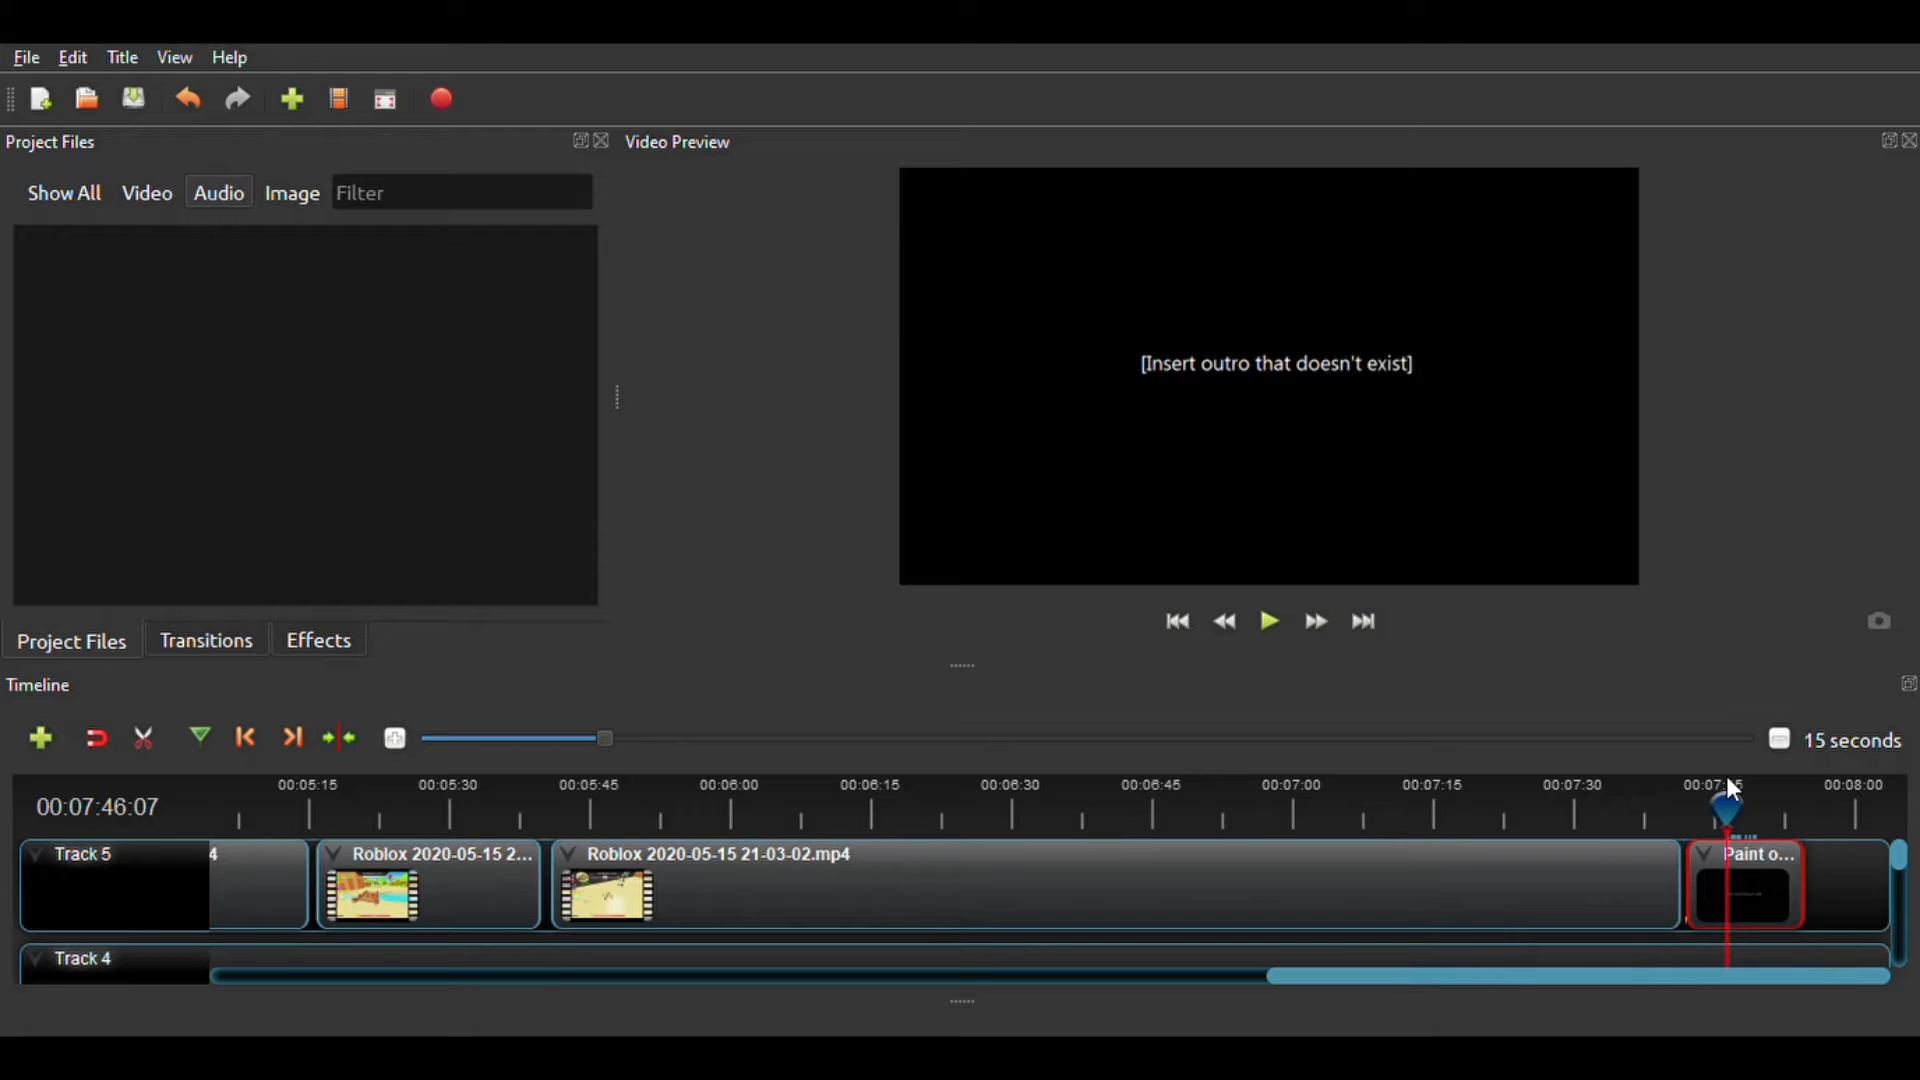 File Edit Title View Help
Project Files
Video Preview
Show All Video Audio Image Filter
[Insert outro that doesn't exist]
Project Files Transitions Effects
Timeline
15 seconds
00:07:46:07
00:05:15 00:05:30 00:05:45 00:06:00 00:06:15 00:06:30 00:06:45 00:07:00 00:07:15 00:07:30 00:08:00
Track 5
4
Roblox 2020-05-15 2...
Roblox 2020-05-15 21-03-02.mp4
Paint o...
Track 4